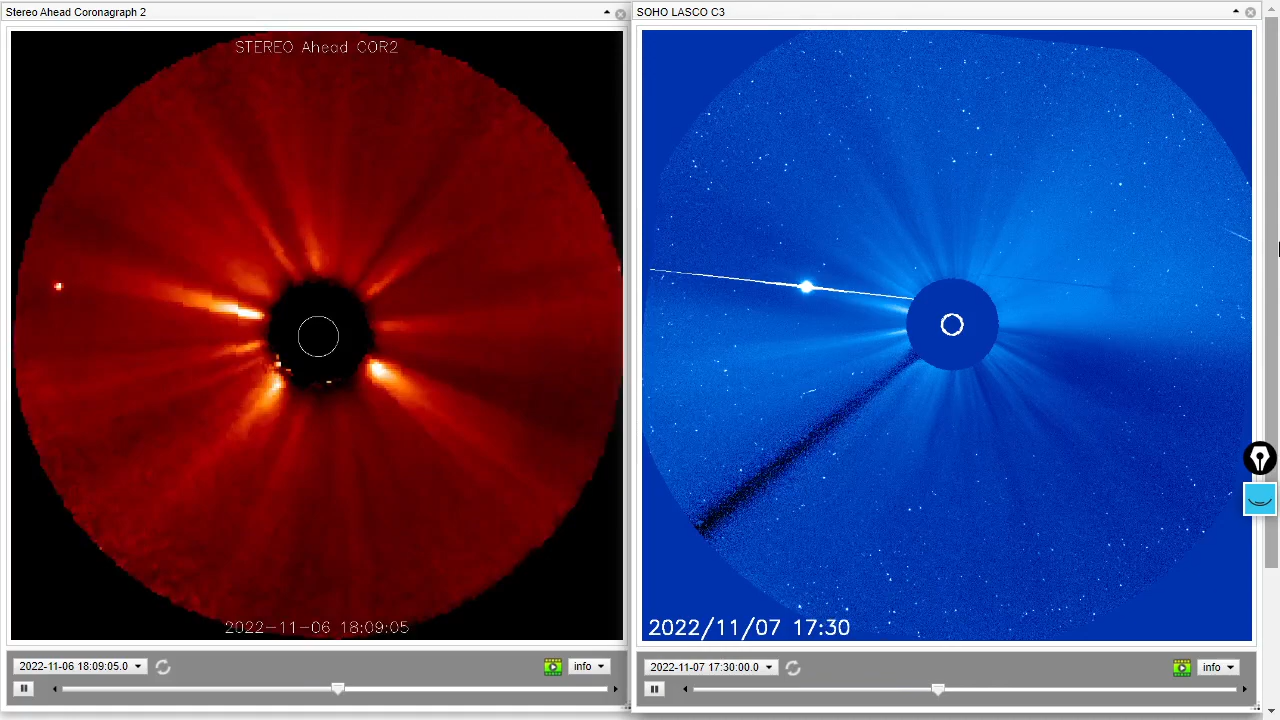 Stereo Ahead Coronagraph 2
STEREO Ahead COR2
2022-11-06 18:09:05
2022-11-06 18:09:05.0
info
SOHO LASCO C3
2022/11/07 17:30
2022-11-07 17:30:00.0
info